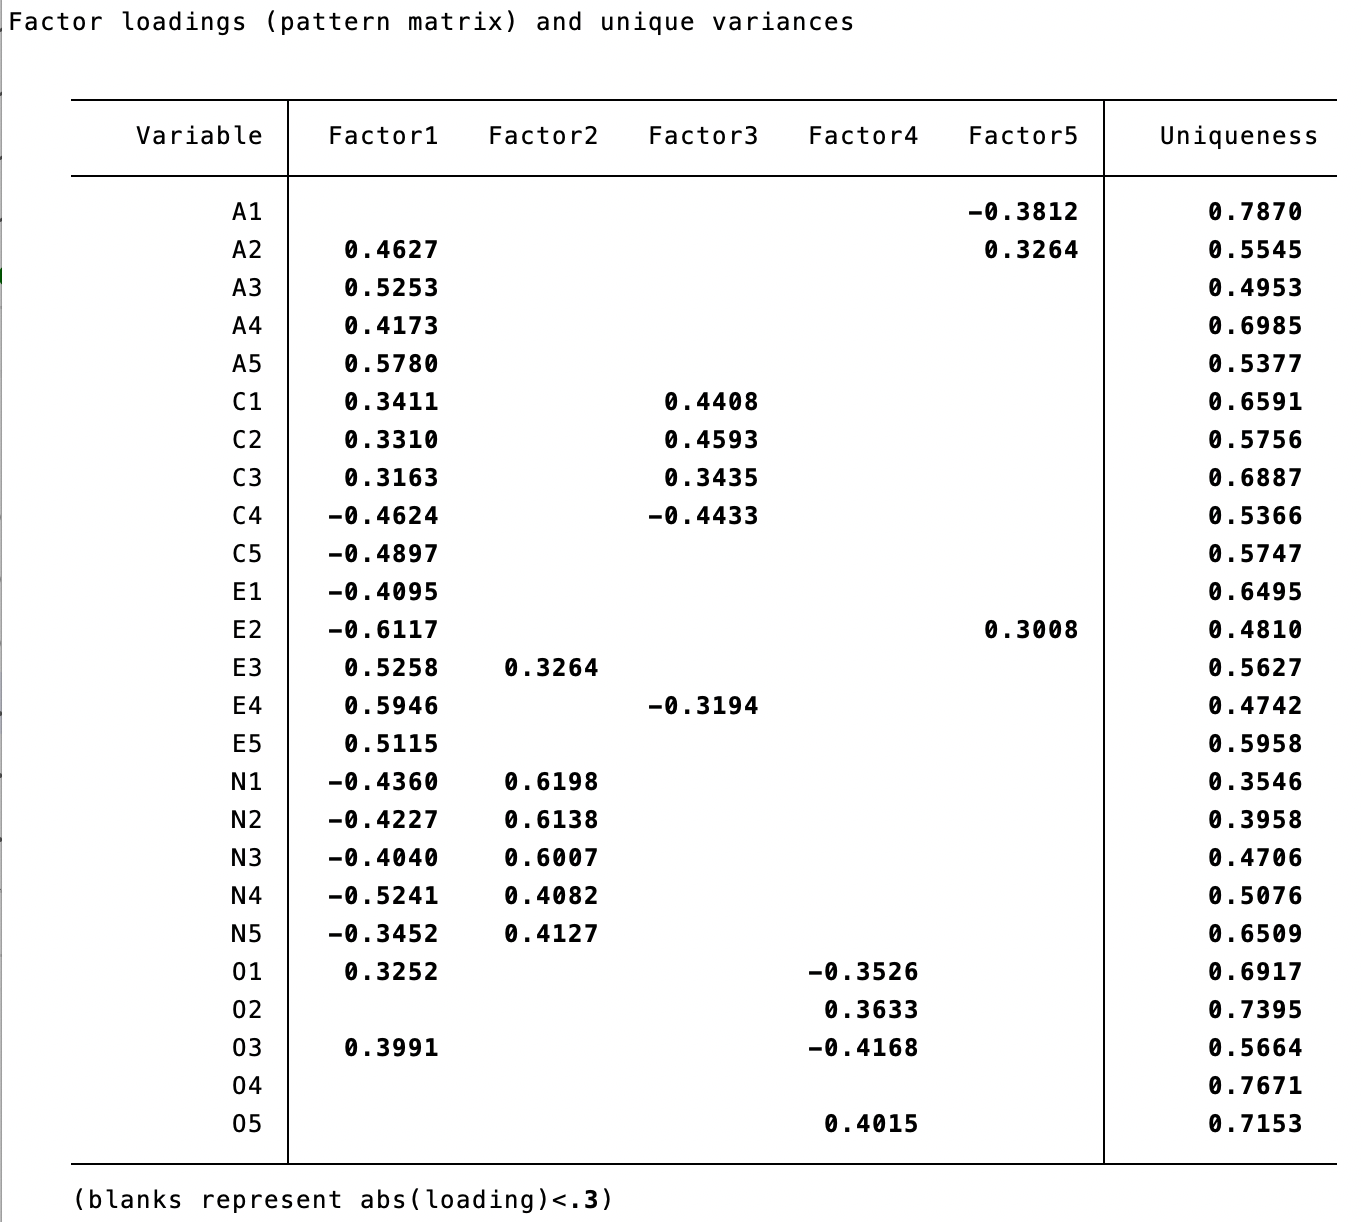 Factor loadings (pattern matrix) and unique variances
Variable Factor1 Factor2 Factor3 Factor4 Factor5 Uniqueness
A1 -0.3812 0.7870
A2 0.4627 0.3264 0.5545
A3 0.5253 0.4953
A4 0.4173 0.6985
A5 0.5780 0.5377
C1 0.3411 0.4408 0.6591
C2 0.3310 0.4593 0.5756
C3 0.3163 0.3435 0.6887
C4 -0.4624 -0.4433 0.5366
C5 -0.4897 0.5747
E1 -0.4095 0.6495
E2 -0.6117 0.3008 0.4810
E3 0.5258 0.3264 0.5627
E4 0.5946 -0.3194 0.4742
E5 0.5115 0.5958
N1 -0.4360 0.6198 0.3546
N2 -0.4227 0.6138 0.3958
N3 -0.4040 0.6007 0.4706
N4 -0.5241 0.4082 0.5076
N5 -0.3452 0.4127 0.6509
O1 0.3252 -0.3526 0.6917
O2 0.3633 0.7395
O3 0.3991 -0.4168 0.5664
O4 0.7671
O5 0.4015 0.7153
(blanks represent abs(loading)<.3)